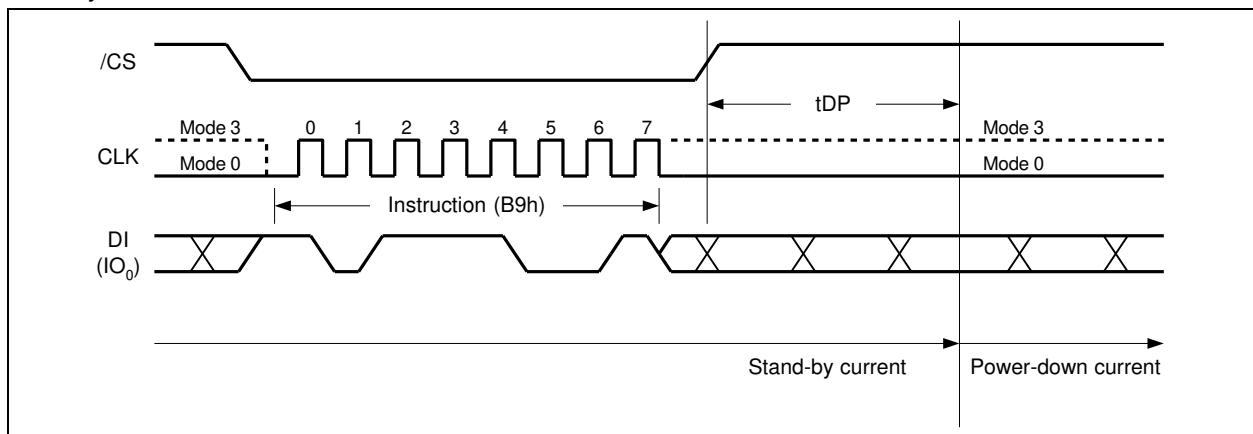 /CS
tDP
Mode 3 0 1 2 3 4 5 6 7 Mode 3
CLK
Mode 0 Mode 0
Instruction (B9h)
DI
(IO0)
Stand-by current Power-down current